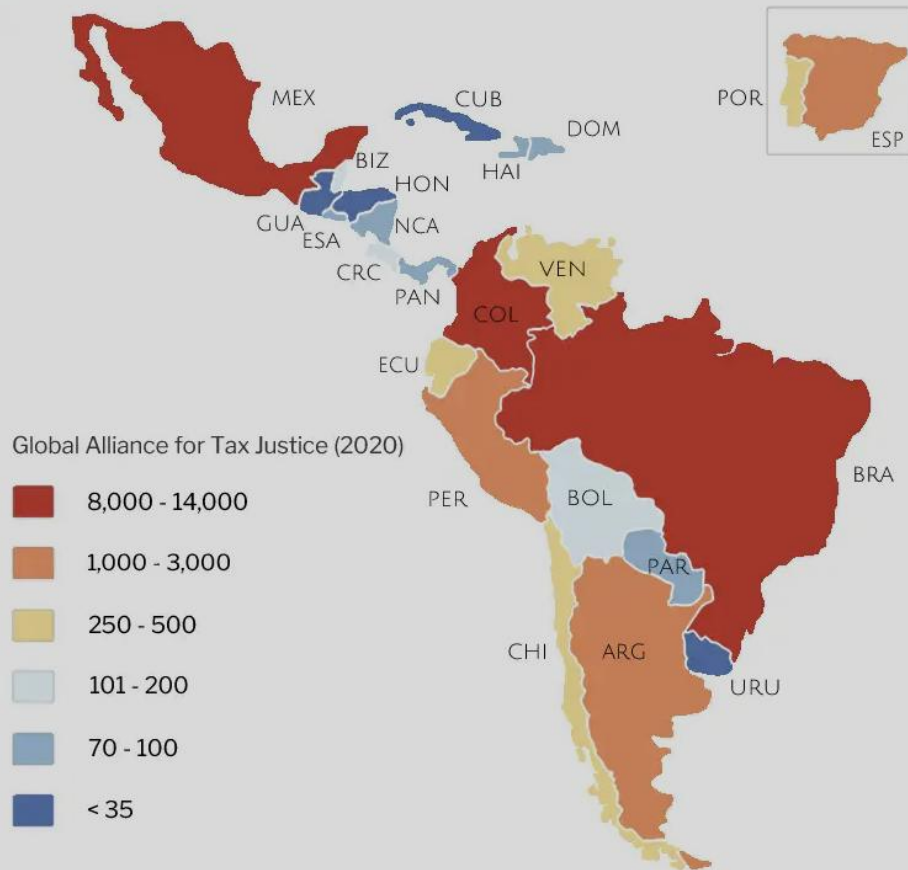 MEX
CUB
DOM
POR
ESP
BIZ
HAI
HON
GUA
ESA
NCA
CRC
PAN
VEN
COL
ECU
Global Alliance for Tax Justice (2020)
8,000 - 14,000
1,000 - 3,000
250 - 500
101 - 200
70 - 100
< 35
PER
BOL
BRA
PAR
CHI
ARG
URU